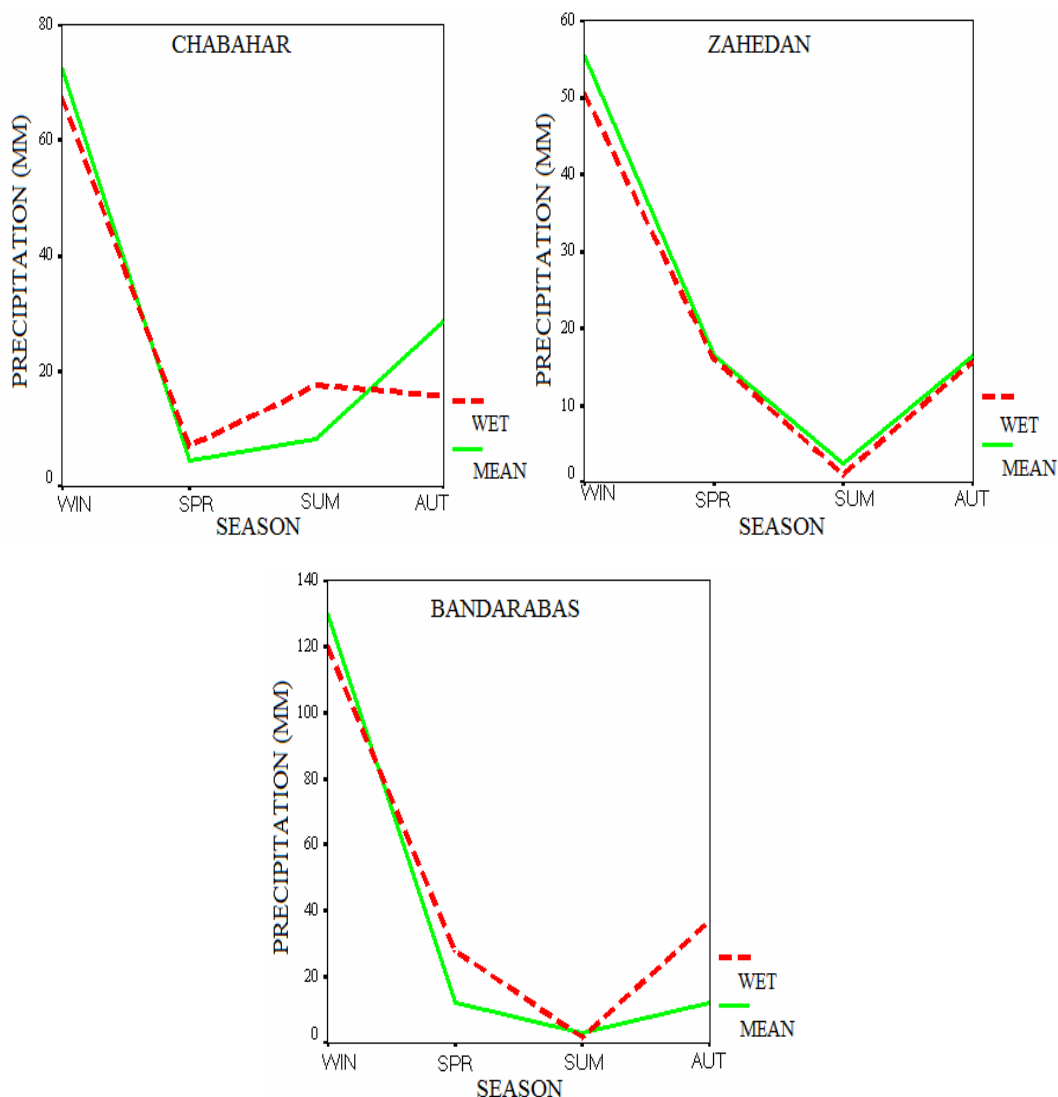 CHABAHAR
PRECIPITATION (MM)
80
60
40
20
0
WIN SPR SUM AUT
SEASON
WET
MEAN
ZAHEDAN
PRECIPITATION (MM)
60
50
40
30
20
10
0
WIN SPR SUM AUT
SEASON
WET
MEAN
BANDARABAS
PRECIPITATION (MM)
140
120
100
80
60
40
20
0
WIN SPR SUM AUT
SEASON
WET
MEAN